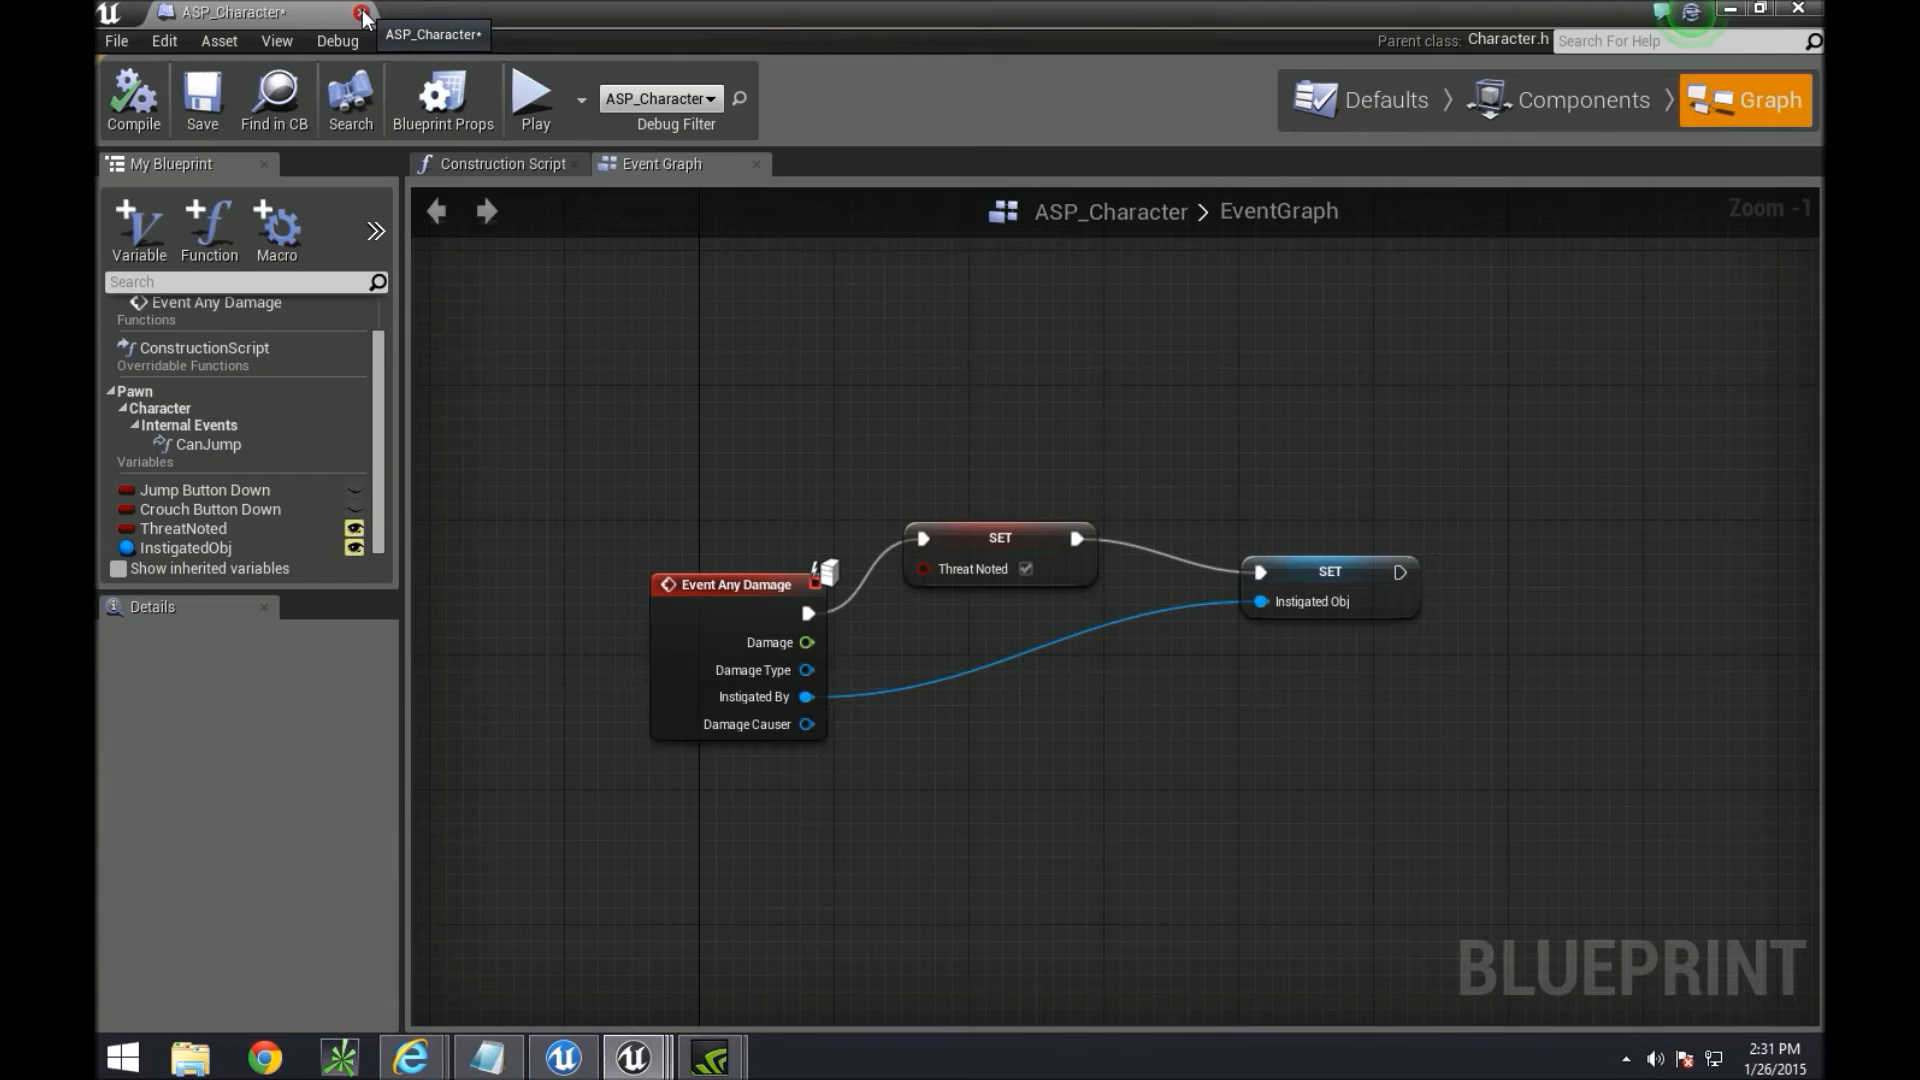 ASP_Character*
ASP_Character*
File Edit Asset View Debug
Parent class: Character.h Search For Help
Compile Save Find in CB Search Blueprint Props Play
ASP_Character
Debug Filter
Defaults Components Graph
My Blueprint
Construction Script Event Graph
Variable Function Macro
Search
ASP_Character > EventGraph
Zoom -1
Event Any Damage
Functions
ConstructionScript
Overridable Functions
Pawn
Character
Internal Events
CanJump
Variables
Jump Button Down
Crouch Button Down
ThreatNoted
InstigatedObj
Show inherited variables
Details
Event Any Damage
Damage
Damage Type
Instigated By
Damage Causer
SET
Threat Noted
SET
Instigated Obj
BLUEPRINT
2:31 PM
1/26/2015